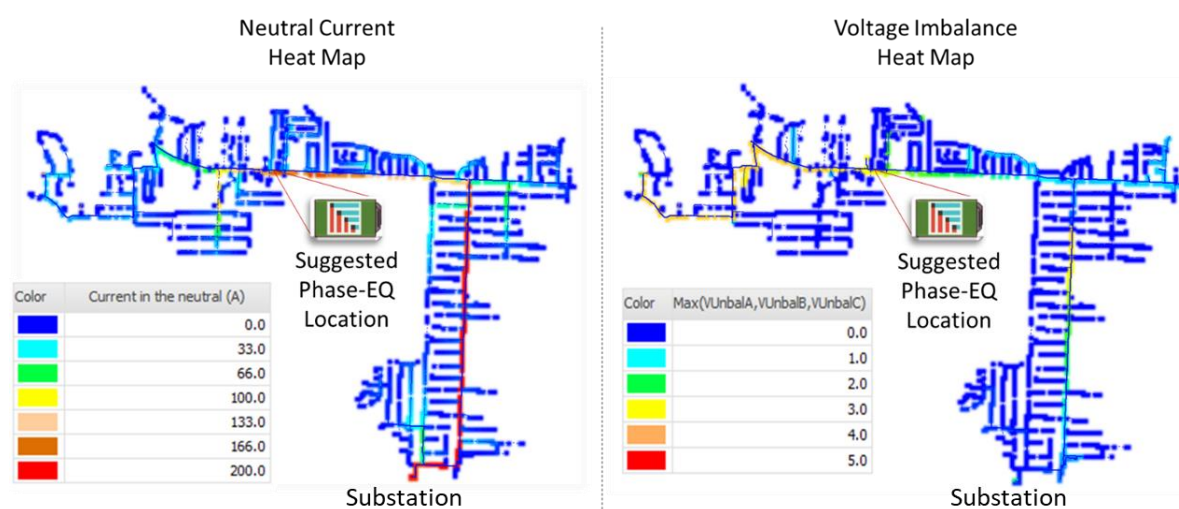 Neutral Current
Heat Map
Suggested
Phase-EQ
Location
Color Current in the neutral (A)
0.0
33.0
66.0
100.0
133.0
166.0
200.0
Substation
Voltage Imbalance
Heat Map
Suggested
Phase-EQ
Location
Color Max(VUnbalA,VUnbalB,VUnbalC)
0.0
1.0
2.0
3.0
4.0
5.0
Substation